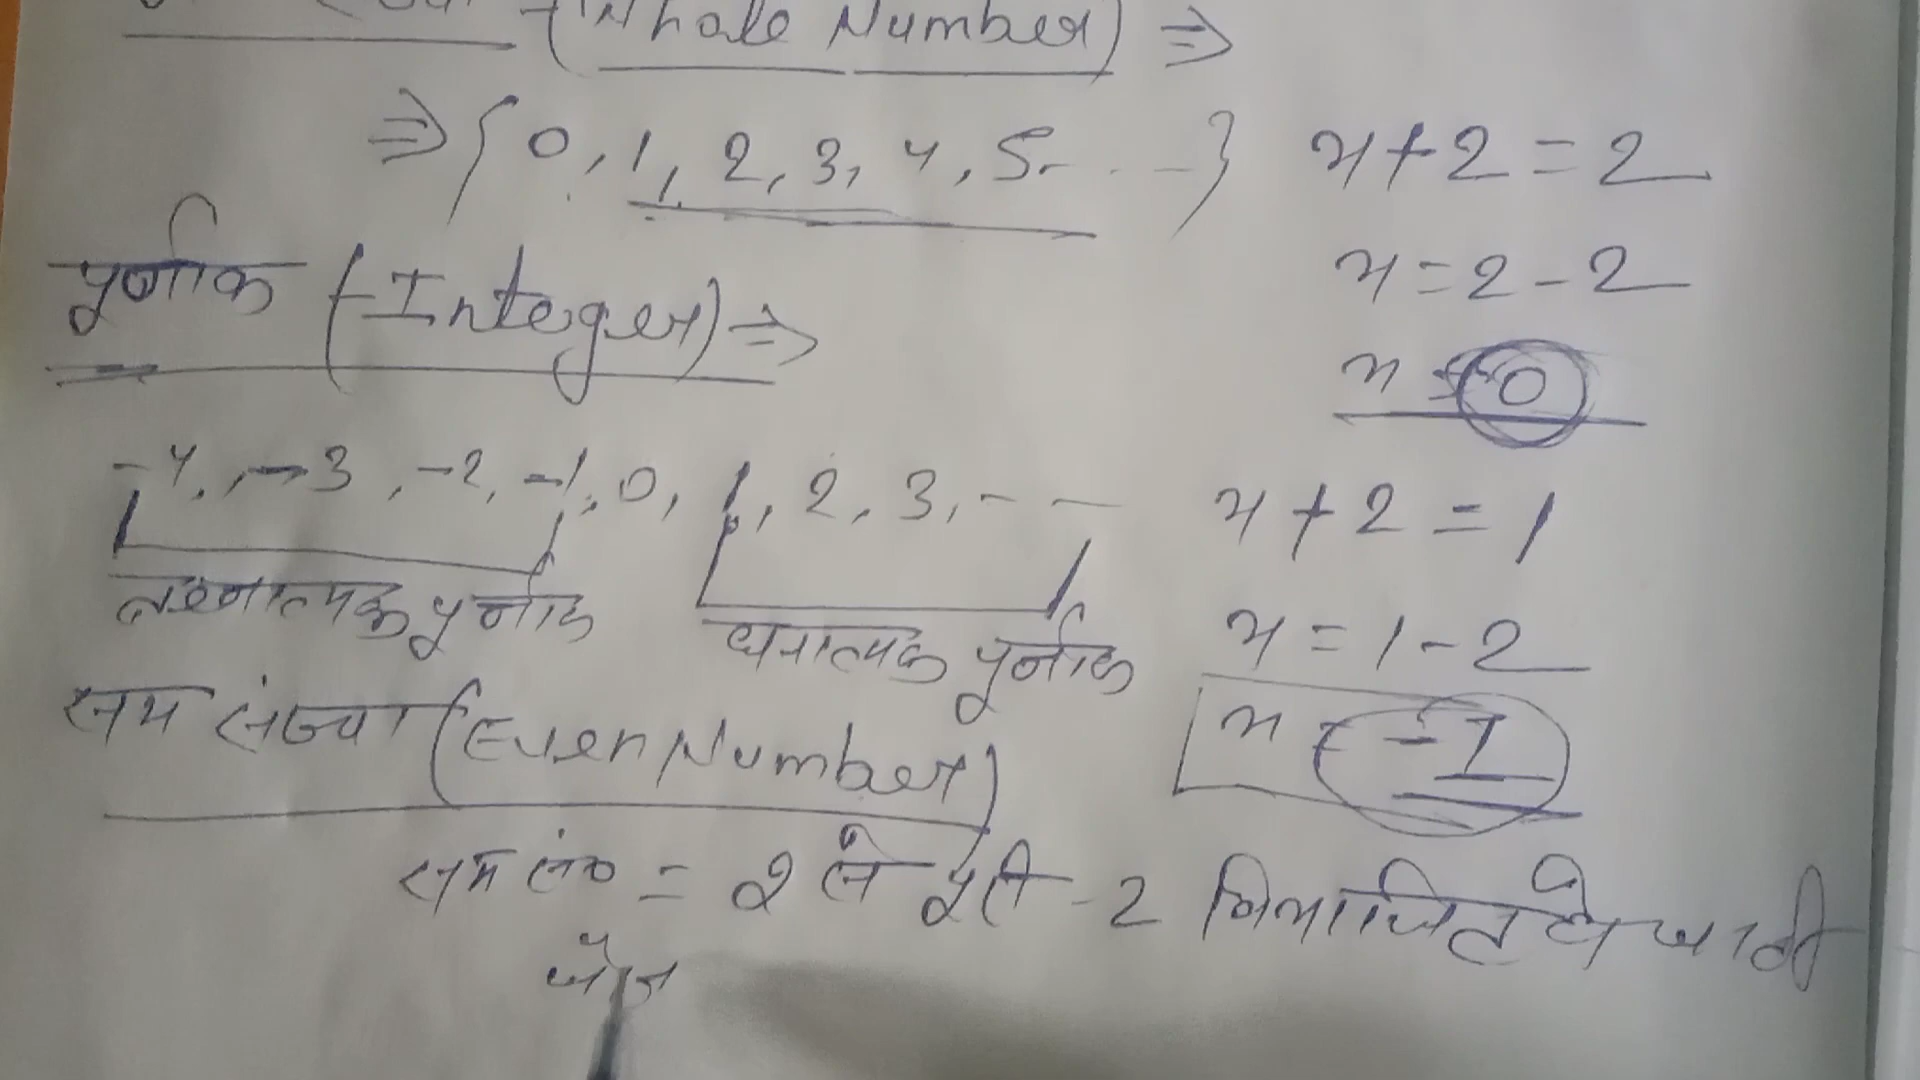 (Whole Number) ⇒
⇒ { 0, 1, 2, 3, 4, 5. - - - }
x + 2 = 2
x = 2 - 2
x = 0
पूर्णांक (Integer) ⇒
-4, -3, -2, -1, 0, 1, 2, 3, - -
ऋणात्मक पूर्णांक
धनात्मक पूर्णांक
x + 2 = 1
x = 1 - 2
x = -1
सम संख्या (Even Number)
सम सं० = 2 से पूरी - 2 विभाजित हो जाती
जैसे